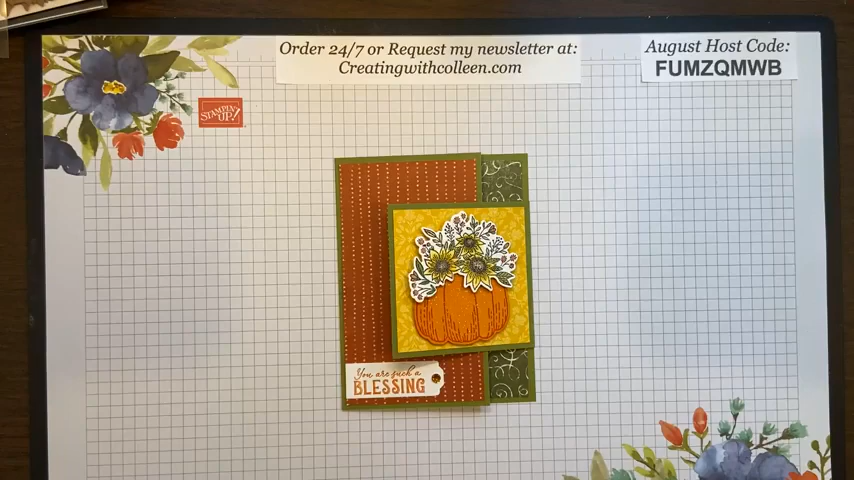 Order 24/7 or Request my newsletter at:
Creatingwithcolleen.com
August Host Code:
FUMZQMWB
STAMPIN'
UP!
You are such a
BLESSING